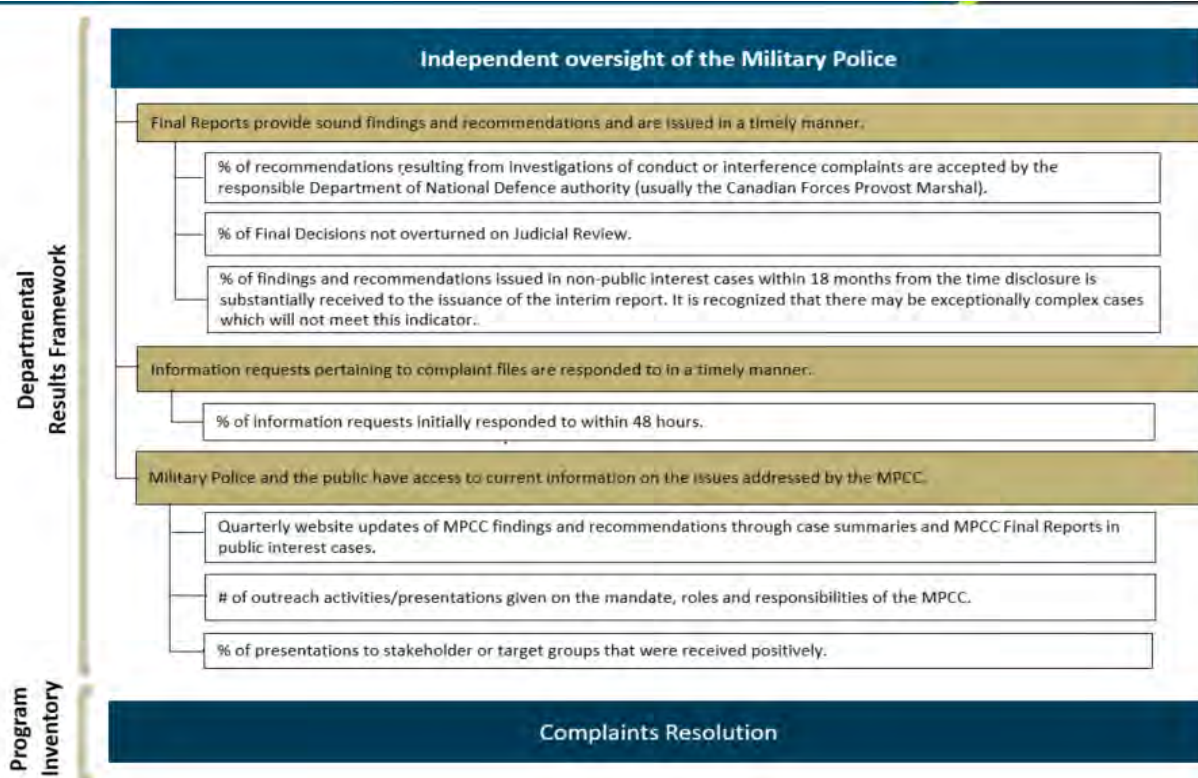 Independent oversight of the Military Police
Final Reports provide sound findings and recommendations and are issued in a timely manner.
% of recommendations resulting from investigations of conduct or interference complaints are accepted by the
responsible Department of National Defence authority (usually the Canadian Forces Provost Marshal).
% of Final Decisions not overturned on Judicial Review.
% of findings and recommendations issued in non-public interest cases within 18 months from the time disclosure is
substantially received to the issuance of the interim report. It is recognized that there may be exceptionally complex cases
which will not meet this indicator.
Information requests pertaining to complaint files are responded to in a timely manner.
% of information requests initially responded to within 48 hours.
Military Police and the public have access to current information on the issues addressed by the MPCC.
Quarterly website updates of MPCC findings and recommendations through case summaries and MPCC Final Reports in
public interest cases.
# of outreach activities/presentations given on the mandate, roles and responsibilities of the MPCC.
% of presentations to stakeholder or target groups that were received positively.
Departmental
Results Framework
Complaints Resolution
Program
Inventory